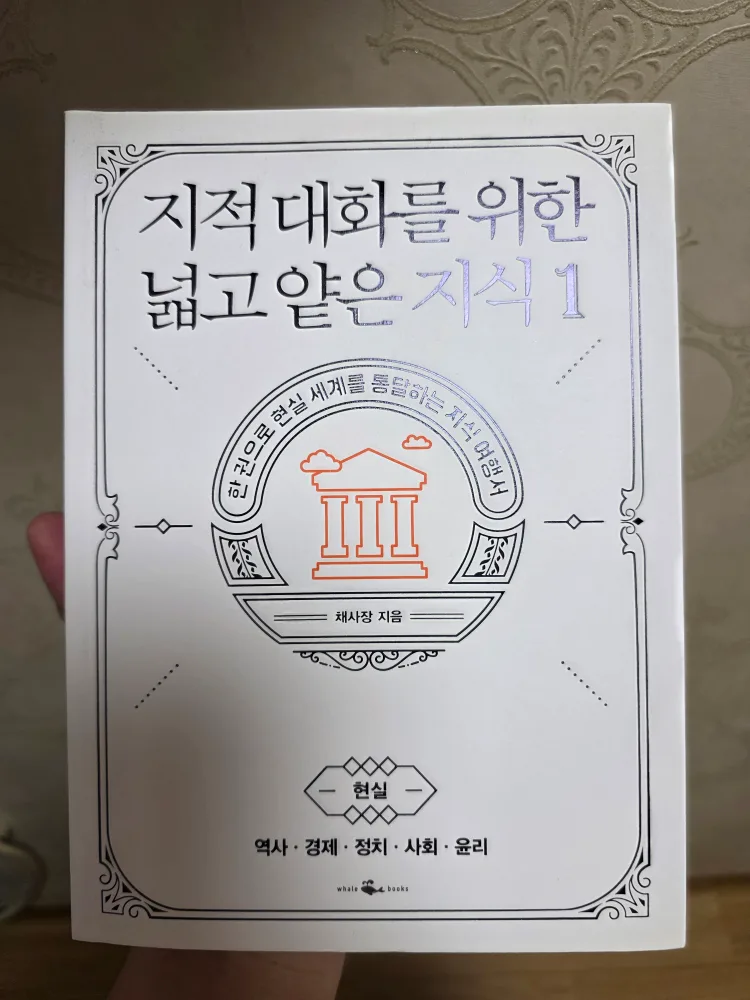 지적 대화를 위한
넓고 얕은 지식 1
한 권으로 현실 세계를 통달하는 지식 여행서
채사장 지음
현실
역사 · 경제 · 정치 · 사회 · 윤리
whale books